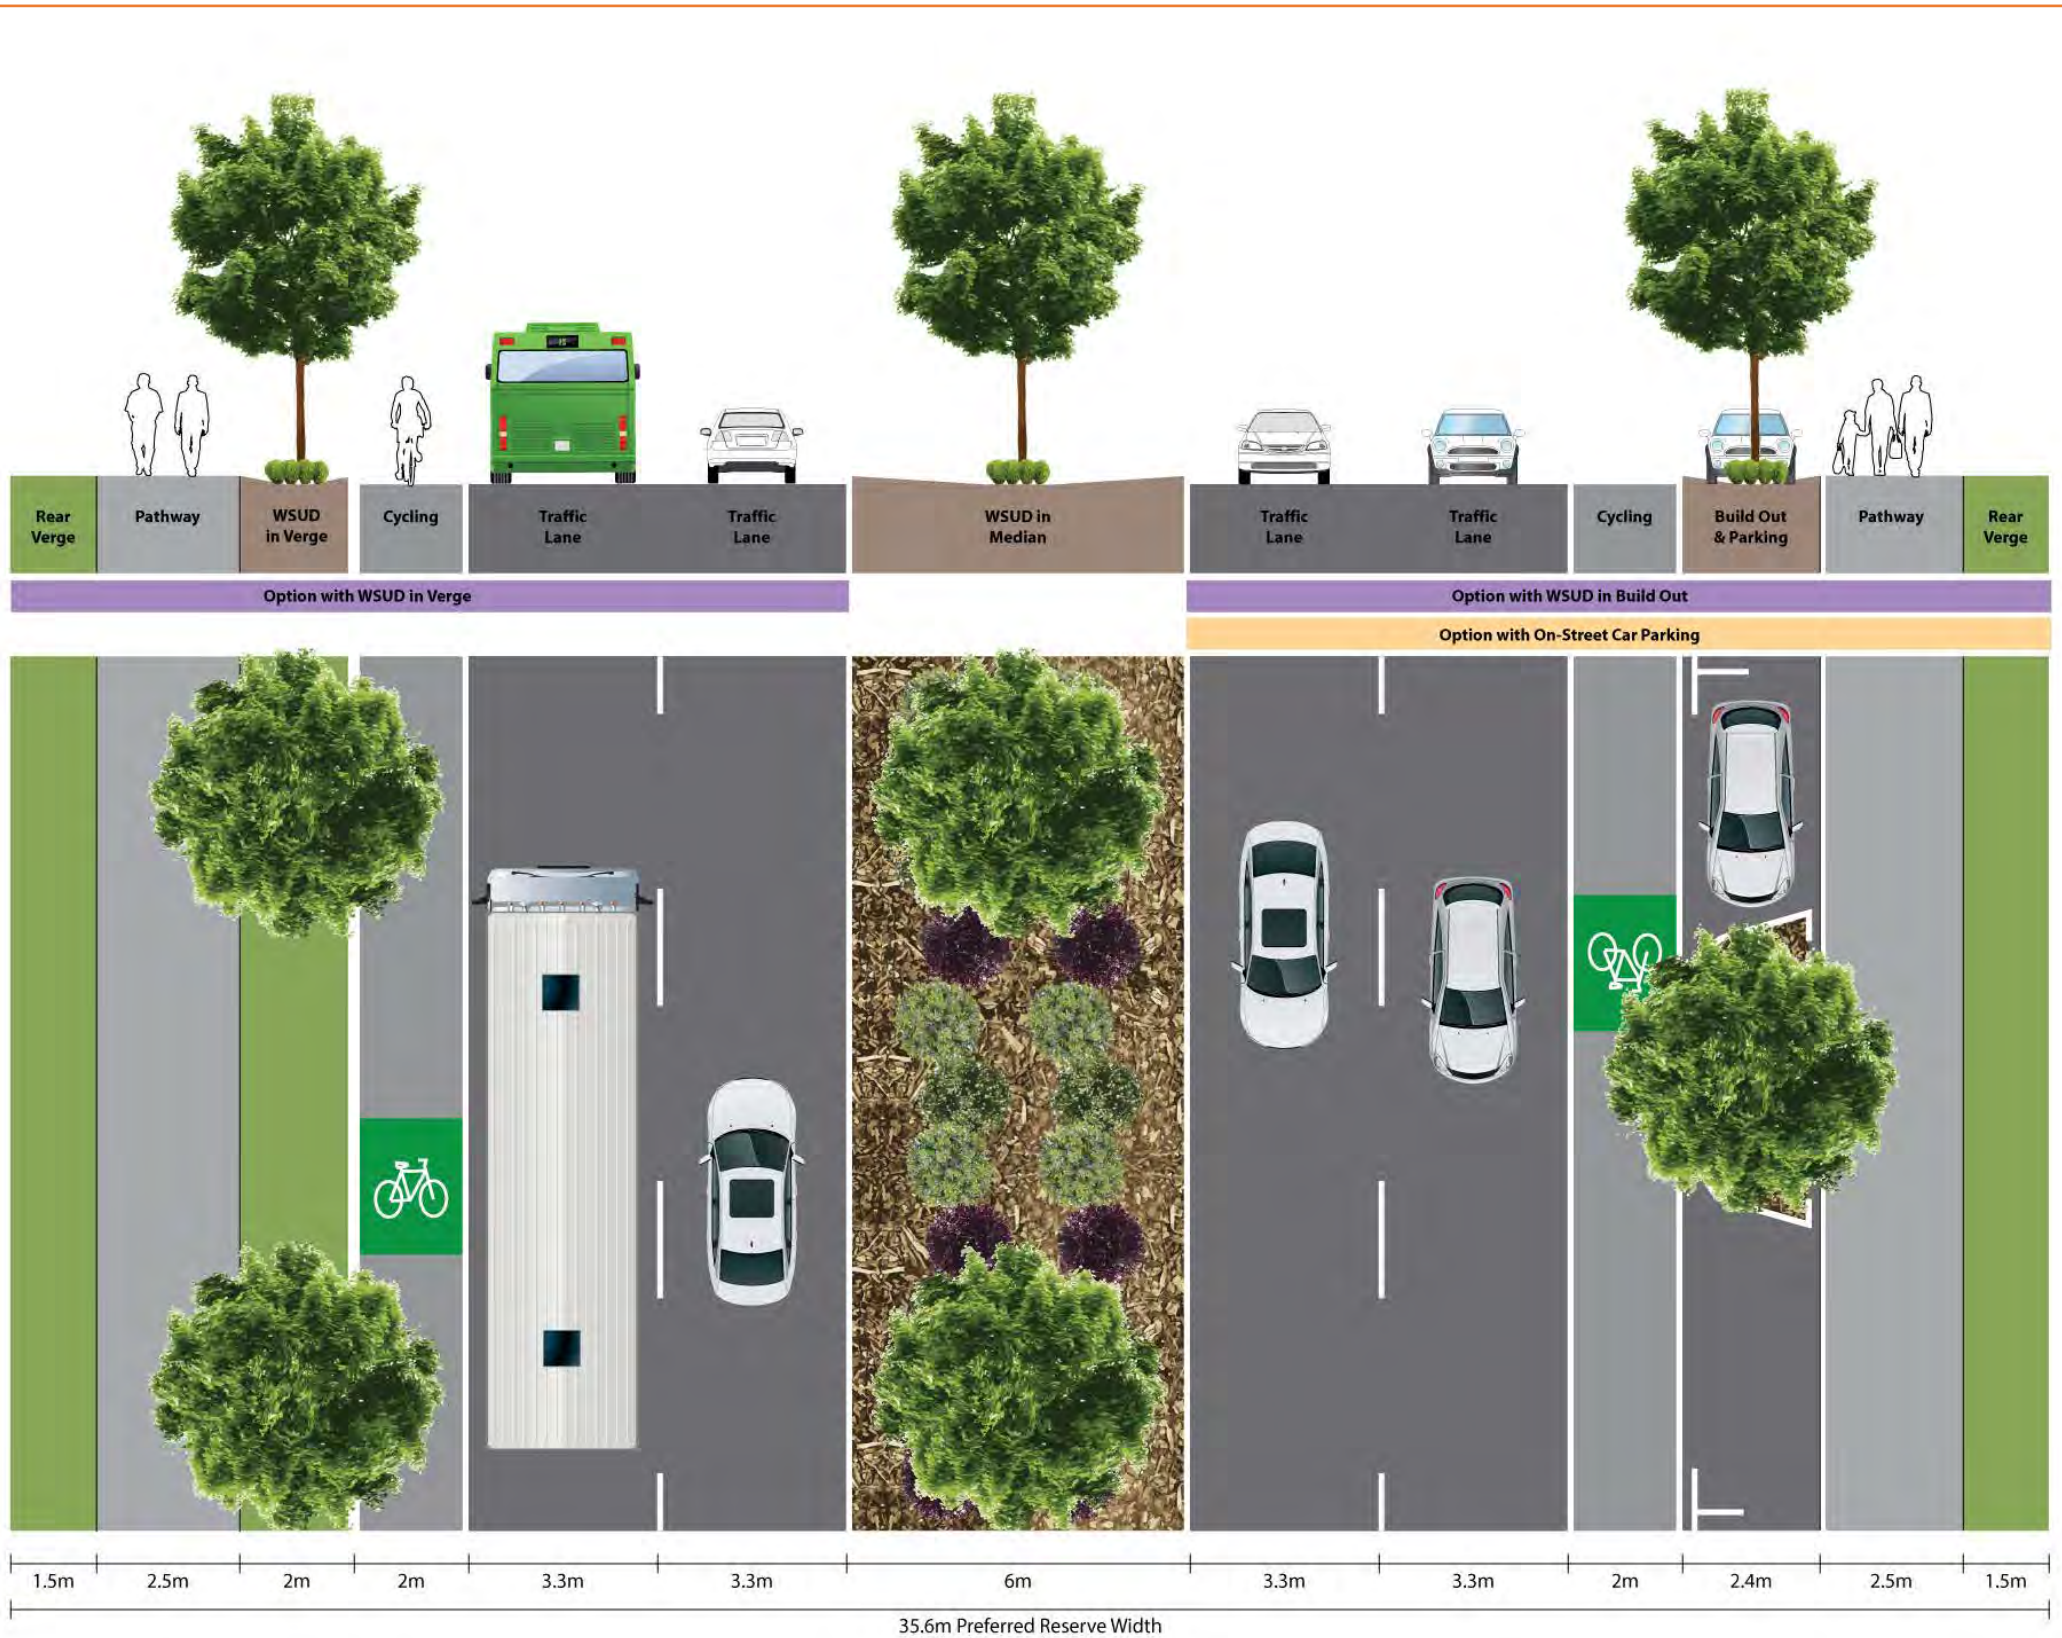 15
Rear
Verge
Pathway
WSUD
in Verge
Cycling
Traffic
Lane
Traffic
Lane
WSUD in
Median
Traffic
Lane
Traffic
Lane
Cycling
Build Out
& Parking
Pathway
Rear
Verge
Option with WSUD in Verge
Option with WSUD in Build Out
Option with On-Street Car Parking
1.5m
2.5m
2m
2m
3.3m
3.3m
6m
3.3m
3.3m
2m
2.4m
2.5m
1.5m
35.6m Preferred Reserve Width